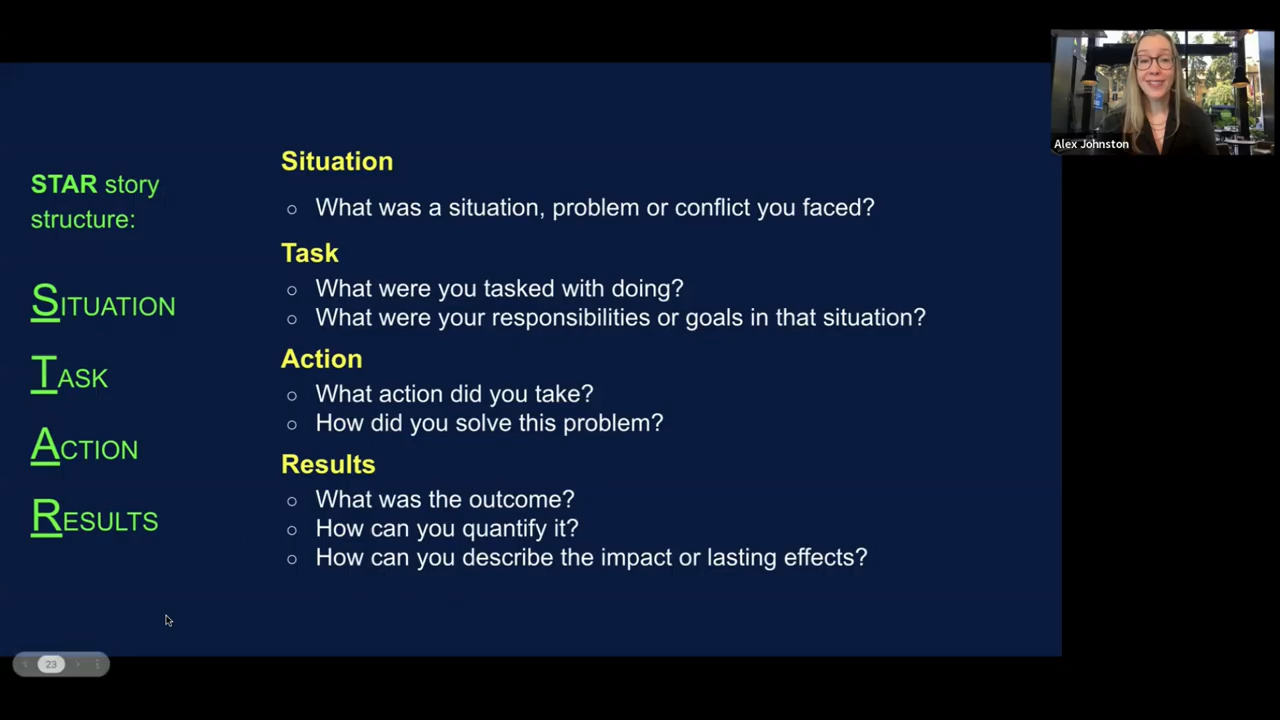 STAR story
structure:
SITUATION
TASK
ACTION
RESULTS
Situation
What was a situation, problem or conflict you faced?
Task
What were you tasked with doing?
What were your responsibilities or goals in that situation?
Action
What action did you take?
How did you solve this problem?
Results
What was the outcome?
How can you quantify it?
How can you describe the impact or lasting effects?
Alex Johnston
23